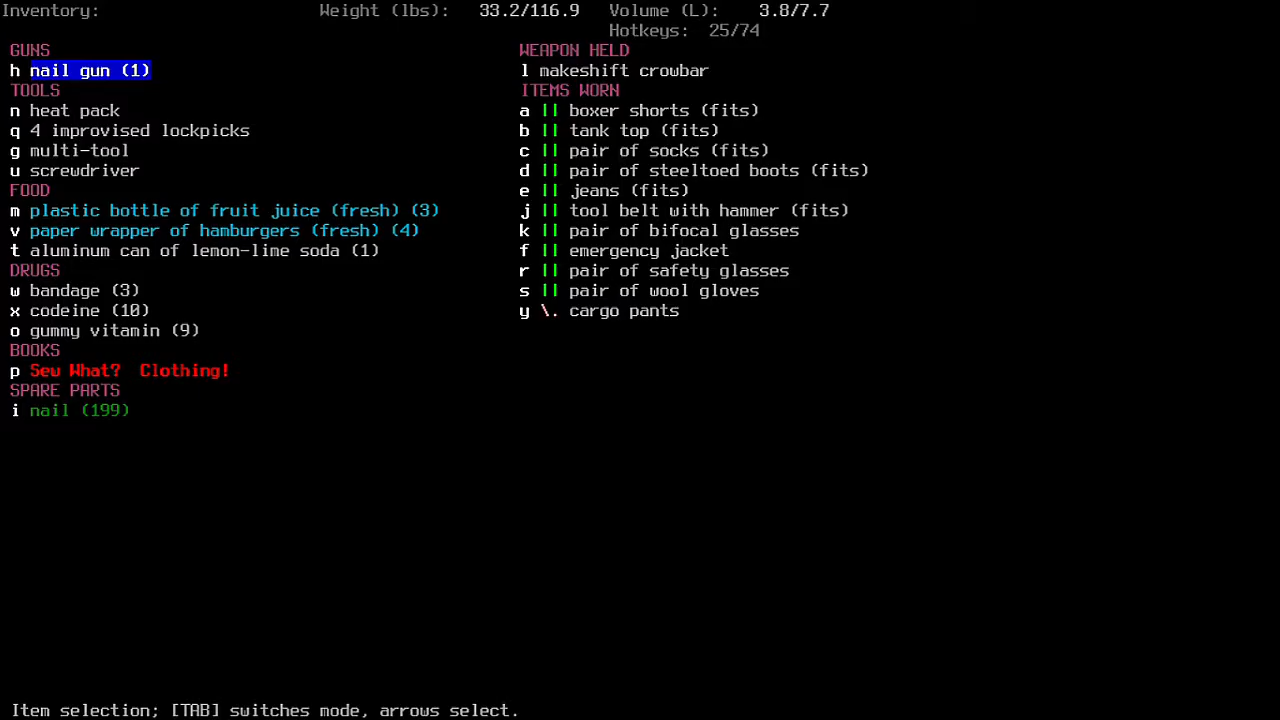 Inventory: Weight (lbs): 33.2/116.9 Volume (L): 3.8/7.7
Hotkeys: 25/74
GUNS
h nail gun (1)
TOOLS
n heat pack
q 4 improvised lockpicks
g multi-tool
u screwdriver
FOOD
m plastic bottle of fruit juice (fresh) (3)
v paper wrapper of hamburgers (fresh) (4)
t aluminum can of lemon-lime soda (1)
DRUGS
w bandage (3)
x codeine (10)
o gummy vitamin (9)
BOOKS
p Sew What? Clothing!
SPARE PARTS
i nail (199)
WEAPON HELD
l makeshift crowbar
ITEMS WORN
a || boxer shorts (fits)
b || tank top (fits)
c || pair of socks (fits)
d || pair of steeltoed boots (fits)
e || jeans (fits)
j || tool belt with hammer (fits)
k || pair of bifocal glasses
f || emergency jacket
r || pair of safety glasses
s || pair of wool gloves
y \. cargo pants
Item selection; [TAB] switches mode, arrows select.